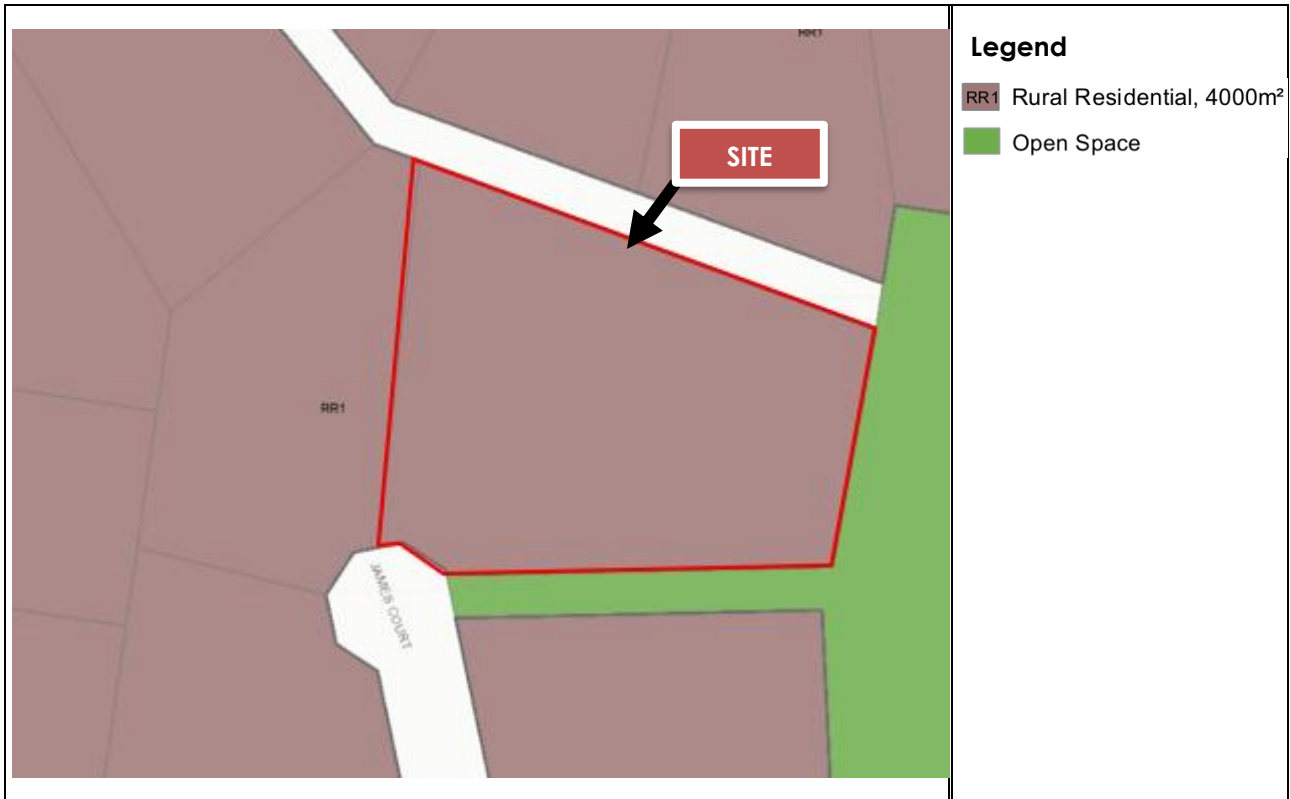 RR1
SITE
RR1
JAMES COURT
Legend
RR1 Rural Residential, 4000m²
Open Space